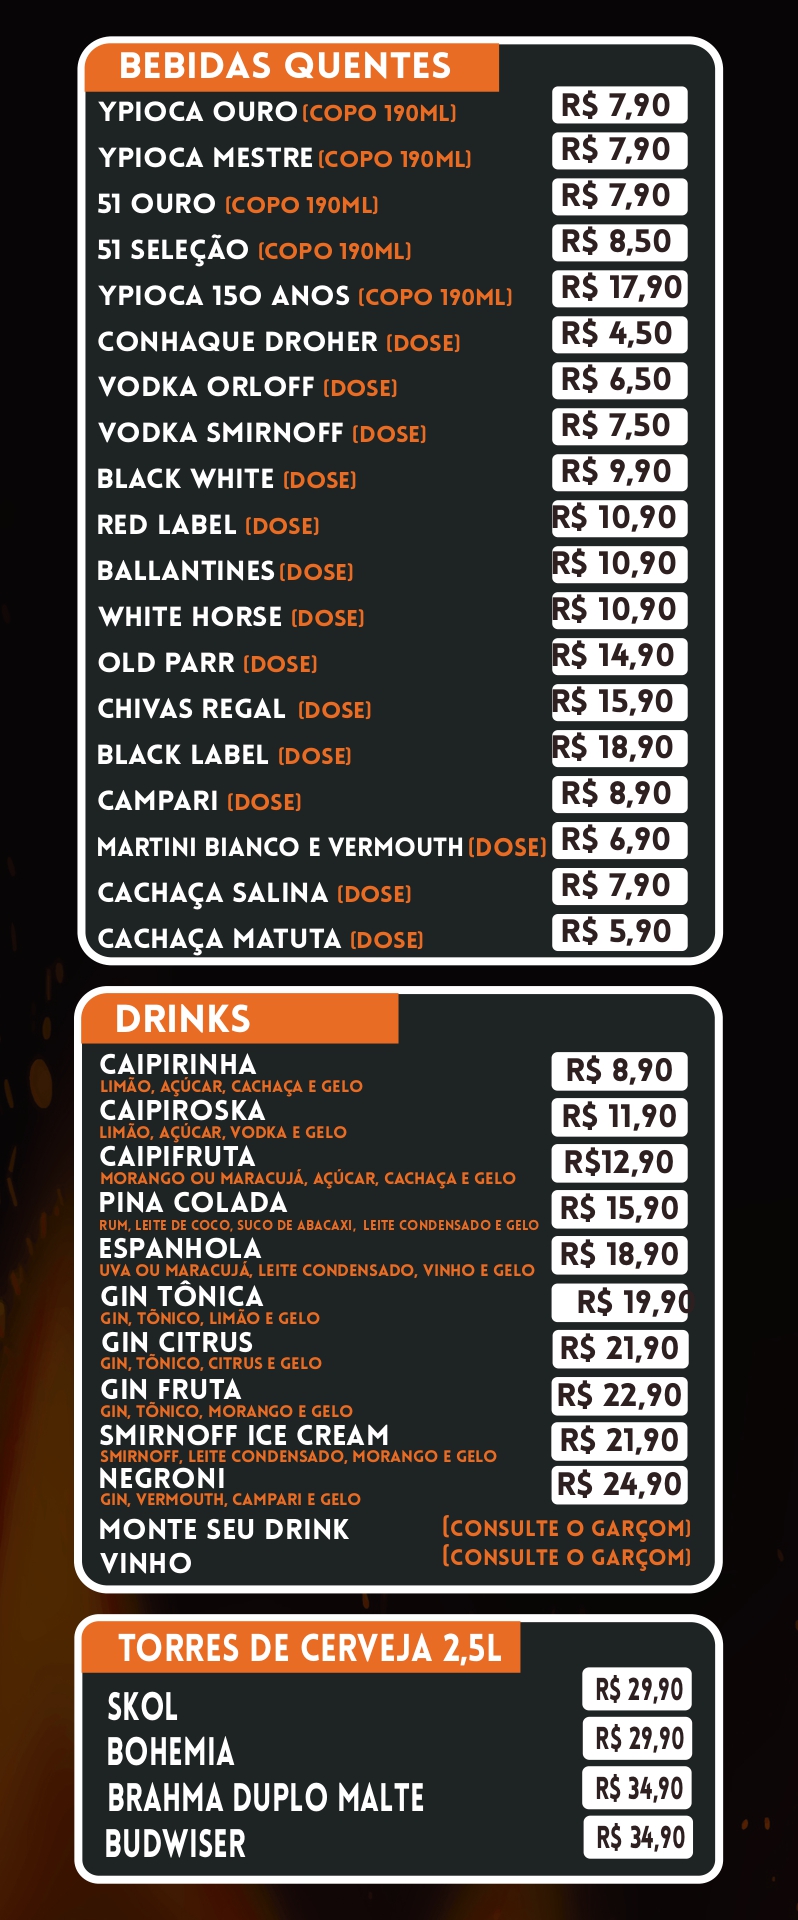 BEBIDAS QUENTES
YPIOCA OURO (COPO 190ML) R$ 7,90
YPIOCA MESTRE (COPO 190ML) R$ 7,90
51 OURO (COPO 190ML) R$ 7,90
51 SELEÇÃO (COPO 190ML) R$ 8,50
YPIOCA 150 ANOS (COPO 190ML) R$ 17,90
CONHAQUE DROHER (DOSE) R$ 4,50
VODKA ORLOFF (DOSE) R$ 6,50
VODKA SMIRNOFF (DOSE) R$ 7,50
BLACK WHITE (DOSE) R$ 9,90
RED LABEL (DOSE) R$ 10,90
BALLANTINES (DOSE) R$ 10,90
WHITE HORSE (DOSE) R$ 10,90
OLD PARR (DOSE) R$ 14,90
CHIVAS REGAL (DOSE) R$ 15,90
BLACK LABEL (DOSE) R$ 18,90
CAMPARI (DOSE) R$ 8,90
MARTINI BIANCO E VERMOUTH (DOSE) R$ 6,90
CACHAÇA SALINA (DOSE) R$ 7,90
CACHAÇA MATUTA (DOSE) R$ 5,90
DRINKS
CAIPIRINHA R$ 8,90
LIMÃO, AÇÚCAR, CACHAÇA E GELO
CAIPIROSKA R$ 11,90
LIMÃO, AÇÚCAR, VODKA E GELO
CAIPIFRUTA R$12,90
MORANGO OU MARACUJÁ, AÇÚCAR, CACHAÇA E GELO
PINA COLADA R$ 15,90
RUM, LEITE DE COCO, SUCO DE ABACAXI, LEITE CONDENSADO E GELO
ESPANHOLA R$ 18,90
UVA OU MARACUJÁ, LEITE CONDENSADO, VINHO E GELO
GIN TÔNICA R$ 19,90
GIN, TÕNICO, LIMÃO E GELO
GIN CITRUS R$ 21,90
GIN, TÕNICO, CITRUS E GELO
GIN FRUTA R$ 22,90
GIN, TÕNICO, MORANGO E GELO
SMIRNOFF ICE CREAM R$ 21,90
SMIRNOFF, LEITE CONDENSADO, MORANGO E GELO
NEGRONI R$ 24,90
GIN, VERMOUTH, CAMPARI E GELO
MONTE SEU DRINK (CONSULTE O GARÇOM)
VINHO (CONSULTE O GARÇOM)
TORRES DE CERVEJA 2,5L
SKOL R$ 29,90
BOHEMIA R$ 29,90
BRAHMA DUPLO MALTE R$ 34,90
BUDWISER R$ 34,90